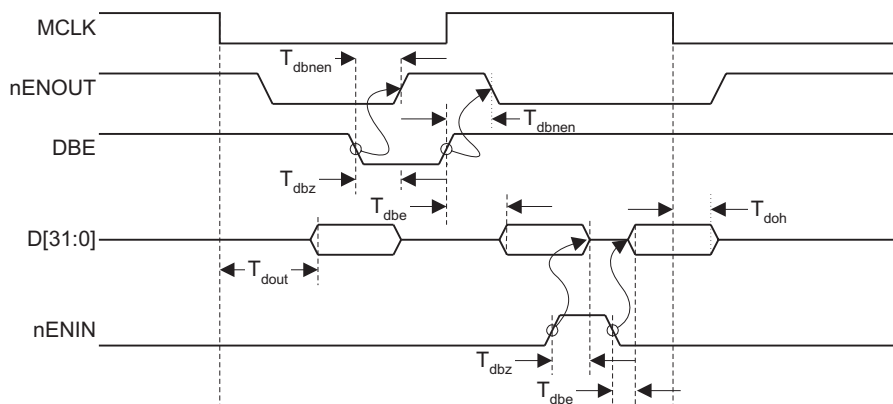 MCLK
T_dbnen
nENOUT
T_dbnen
DBE
T_dbz
T_dbe
T_doh
D[31:0]
T_dout
nENIN
T_dbz
T_dbe